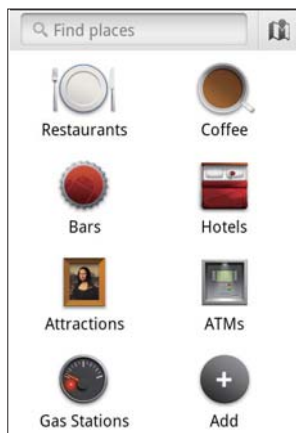 Find places
Restaurants
Coffee
Bars
Hotels
Attractions
ATMs
Gas Stations
Add